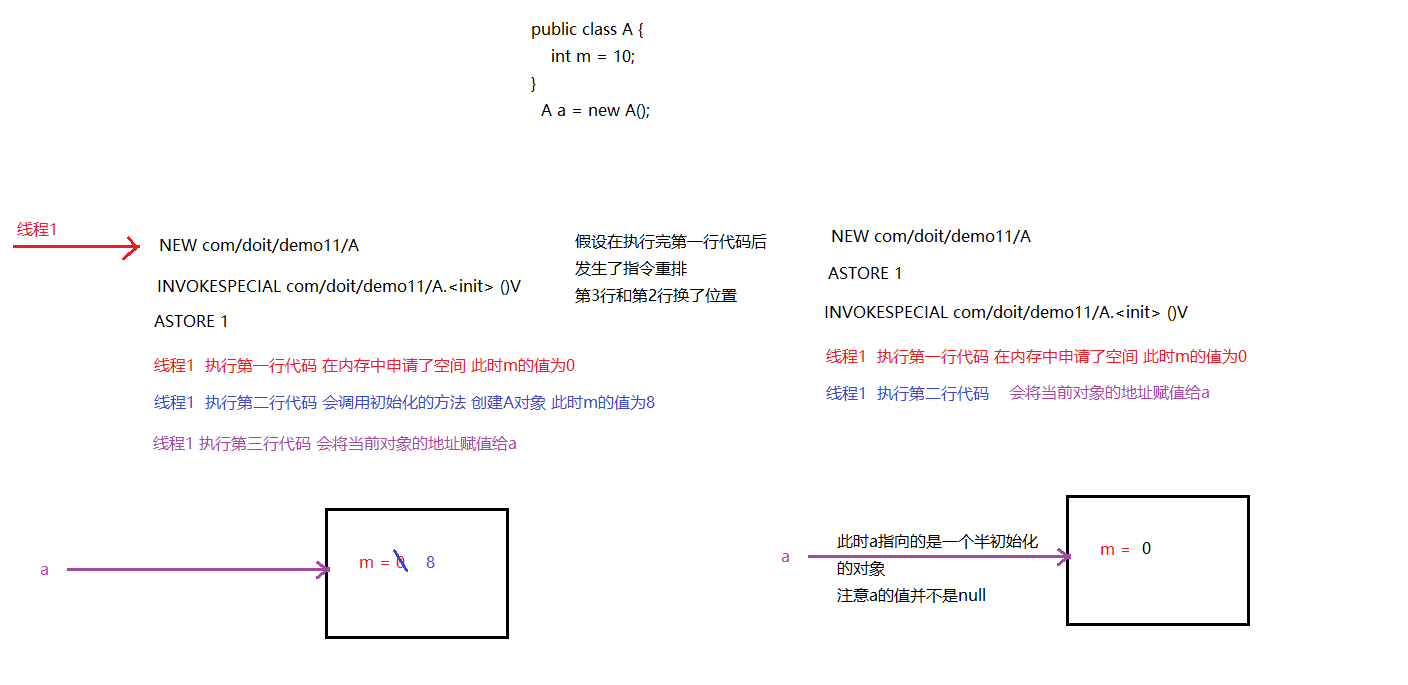 public class A {
int m = 10;
}
A a = new A();
线程1
NEW com/doit/demo11/A
INVOKESPECIAL com/doit/demo11/A.<init> ()V
ASTORE 1
线程1 执行第一行代码 在内存中申请了空间 此时m的值为0
线程1 执行第二行代码 会调用初始化的方法 创建A对象 此时m的值为8
线程1 执行第三行代码 会将当前对象的地址赋值给a
a
m = 0 8
假设在执行完第一行代码后
发生了指令重排
第3行和第2行换了位置
NEW com/doit/demo11/A
ASTORE 1
INVOKESPECIAL com/doit/demo11/A.<init> ()V
线程1 执行第一行代码 在内存中申请了空间 此时m的值为0
线程1 执行第二行代码 会将当前对象的地址赋值给a
a
此时a指向的是一个半初始化
的对象
注意a的值并不是null
m = 0